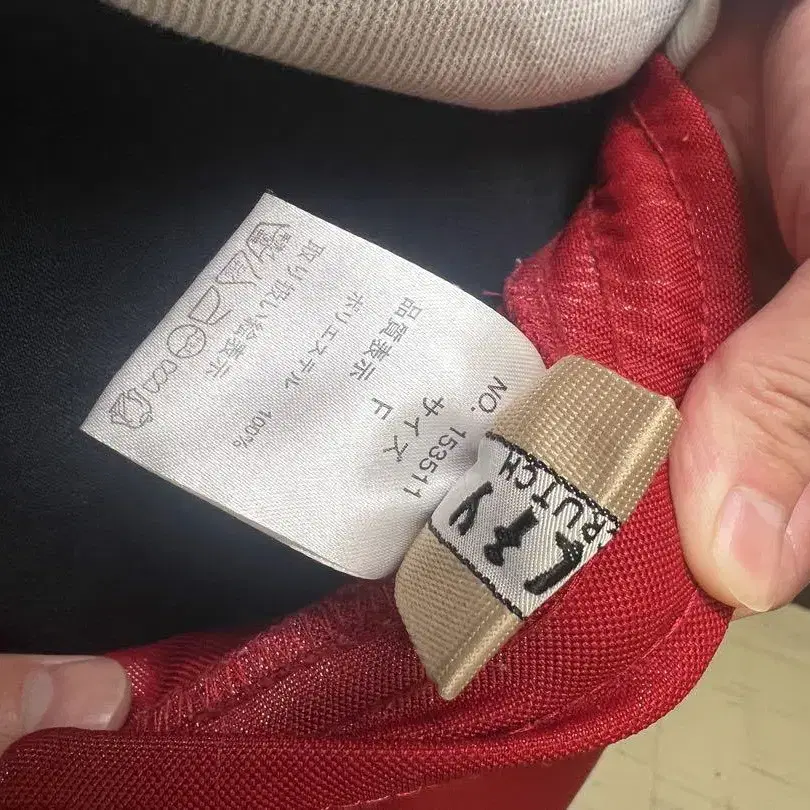 NO. 153511
サイズ F
品質表示
ポリエステル 100%
取り扱い絵表示